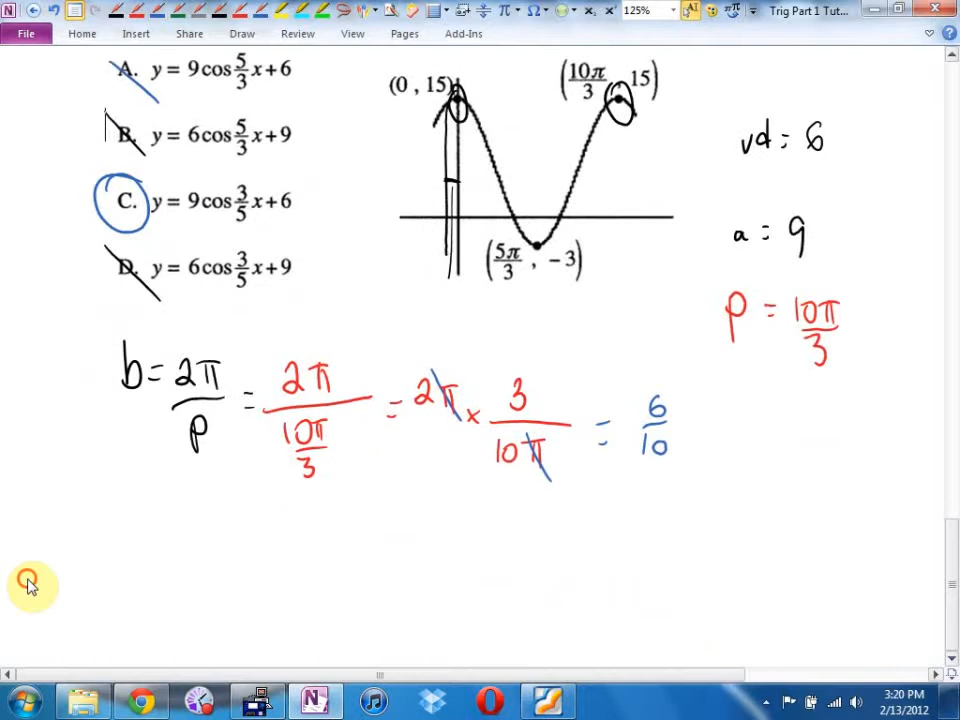 125%
Trig Part 1 Tut...
File Home Insert Share Draw Review View Pages Add-Ins
A. y = 9cos 5/3 x + 6
B. y = 6cos 5/3 x + 9
C. y = 9cos 3/5 x + 6
D. y = 6cos 3/5 x + 9
(0 , 15)
(10π/3 , 15)
(5π/3 , −3)
vd = 6
a = 9
p = 10π/3
b = 2π/p = 2π/(10π/3) = 2π × 3/10π = 6/10
3:20 PM
2/13/2012